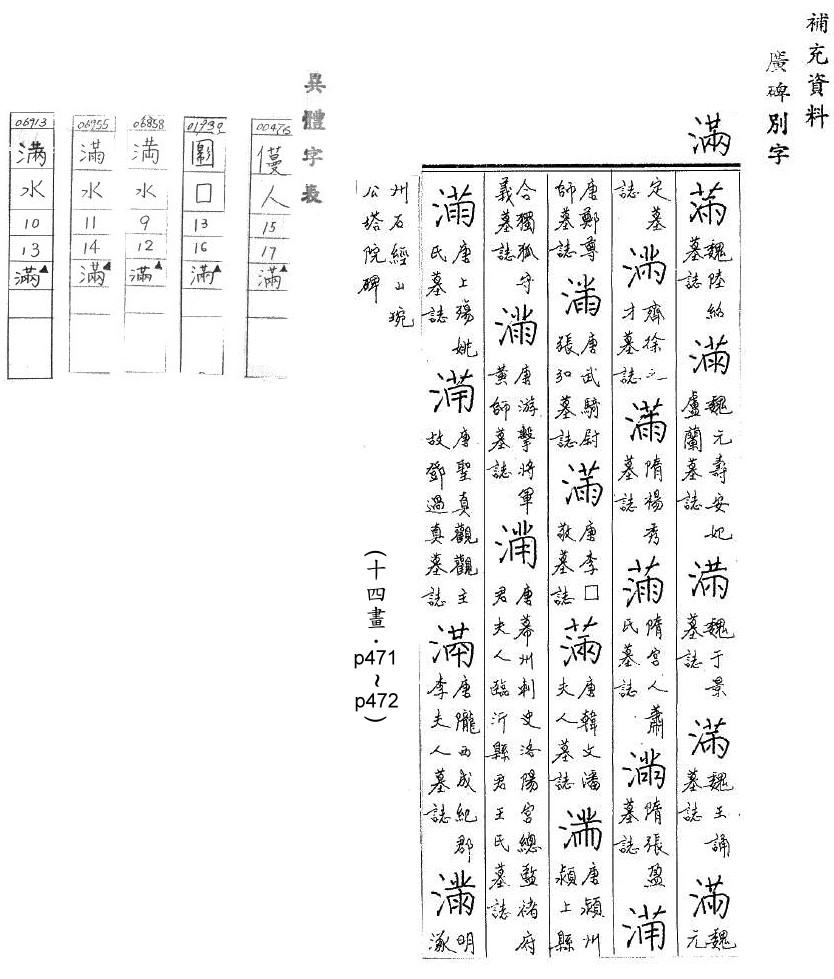 補充資料
廣碑別字
滿
滿魏陸紹墓誌滿魏元壽安妃盧蘭墓誌滿魏于景墓誌滿魏王誦墓誌滿魏元
定墓誌滿齊徐之才墓誌滿隋楊秀墓誌滿隋宮人蕭氏墓誌滿隋張盈墓誌滿
唐鄭尊師墓誌滿唐武騎尉張弘墓誌滿唐李□敬墓誌滿唐韓文潘夫人墓誌滿唐潁州潁上縣
合獨孤守義墓誌滿唐游擊將軍黃師墓誌滿唐幕州刺史洛陽宮總監褚府君夫人臨沂縣君王氏墓誌
滿唐上殤姚氏墓誌滿唐聖真觀觀主故鄧過真墓誌滿唐隴西成紀郡李夫人墓誌滿明涿
州石經山琬公塔院碑
(十四畫．p471~p472)
異體字表
00476 僈 人 15 17 滿▲
01939 囗 13 16 滿▲
06858 満 水 9 12 滿▲
06955 滿 水 11 14 滿▲
06913 满 水 10 13 滿▲